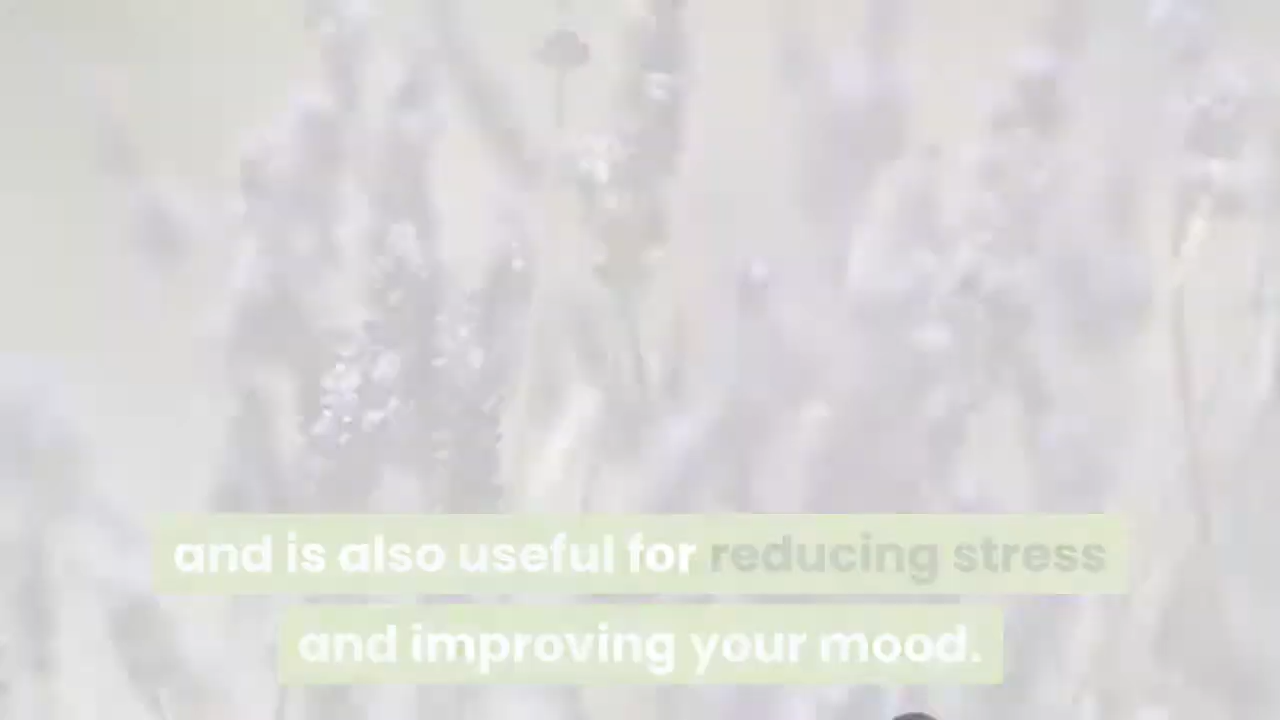 and is also useful for reducing stress
and improving your mood.